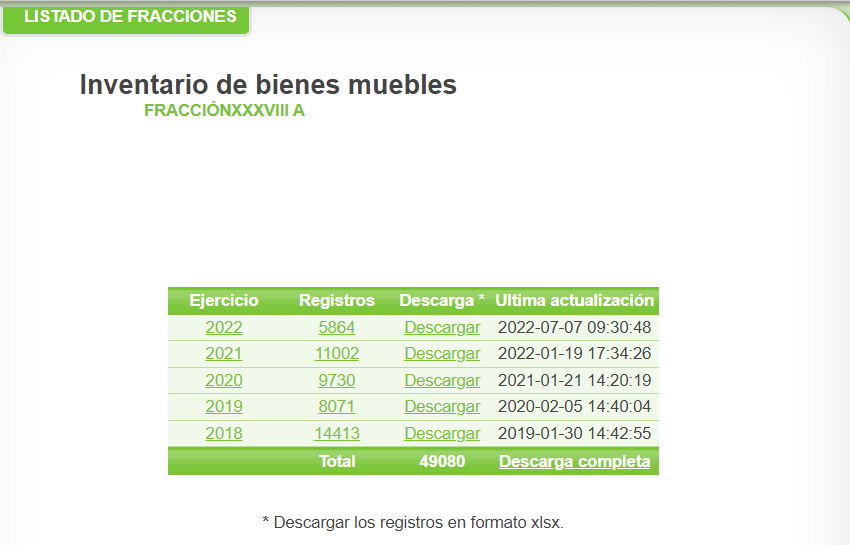 LISTADO DE FRACCIONES
Inventario de bienes muebles
FRACCIÓNXXXVIII A
Ejercicio Registros Descarga * Ultima actualización
2022 5864 Descargar 2022-07-07 09:30:48
2021 11002 Descargar 2022-01-19 17:34:26
2020 9730 Descargar 2021-01-21 14:20:19
2019 8071 Descargar 2020-02-05 14:40:04
2018 14413 Descargar 2019-01-30 14:42:55
Total 49080 Descarga completa
* Descargar los registros en formato xlsx.